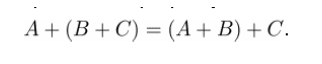 A + (B + C) = (A + B) + C.